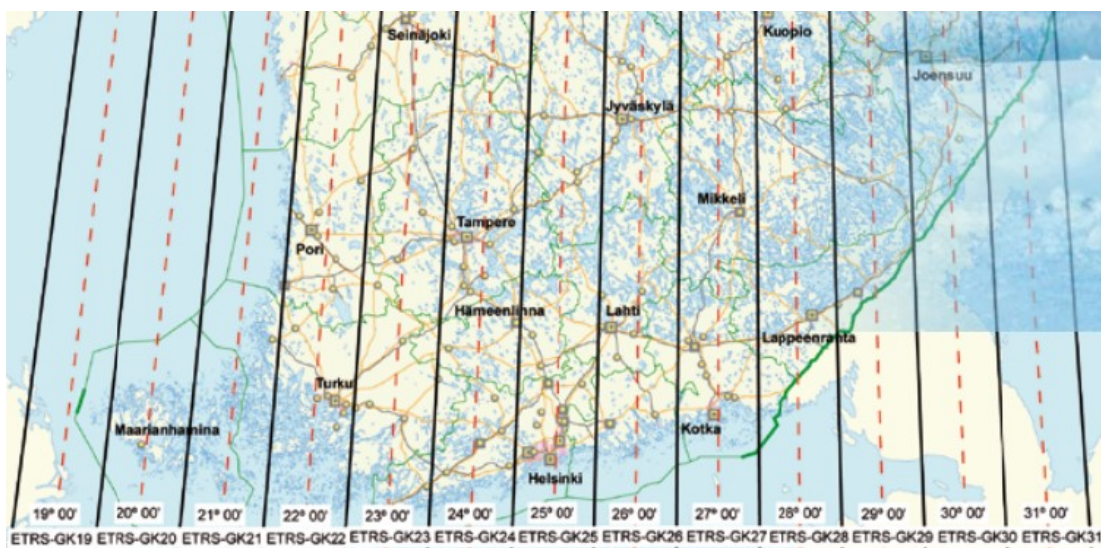 Seinäjoki
Kuopio
Joensuu
Jyväskylä
Mikkeli
Tampere
Pori
Hämeenlinna
Lahti
Lappeenranta
Turku
Maarianhamina
Kotka
Helsinki
19° 00' 20° 00' 21° 00' 22° 00' 23° 00' 24° 00' 25° 00' 26° 00' 27° 00' 28° 00' 29° 00' 30° 00' 31° 00'
ETRS-GK19 ETRS-GK20 ETRS-GK21 ETRS-GK22 ETRS-GK23 ETRS-GK24 ETRS-GK25 ETRS-GK26 ETRS-GK27 ETRS-GK28 ETRS-GK29 ETRS-GK30 ETRS-GK31